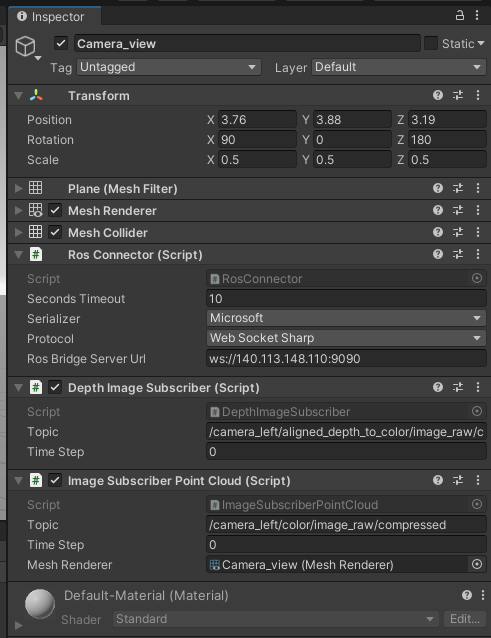 Inspector
Camera_view Static
Tag Untagged Layer Default
Transform
Position X 3.76 Y 3.88 Z 3.19
Rotation X 90 Y 0 Z 180
Scale X 0.5 Y 0.5 Z 0.5
Plane (Mesh Filter)
Mesh Renderer
Mesh Collider
# Ros Connector (Script)
Script # RosConnector
Seconds Timeout 10
Serializer Microsoft
Protocol Web Socket Sharp
Ros Bridge Server Url ws://140.113.148.110:9090
# Depth Image Subscriber (Script)
Script # DepthImageSubscriber
Topic /camera_left/aligned_depth_to_color/image_raw/c
Time Step 0
# Image Subscriber Point Cloud (Script)
Script # ImageSubscriberPointCloud
Topic /camera_left/color/image_raw/compressed
Time Step 0
Mesh Renderer Camera_view (Mesh Renderer)
Default-Material (Material)
Shader Standard Edit...